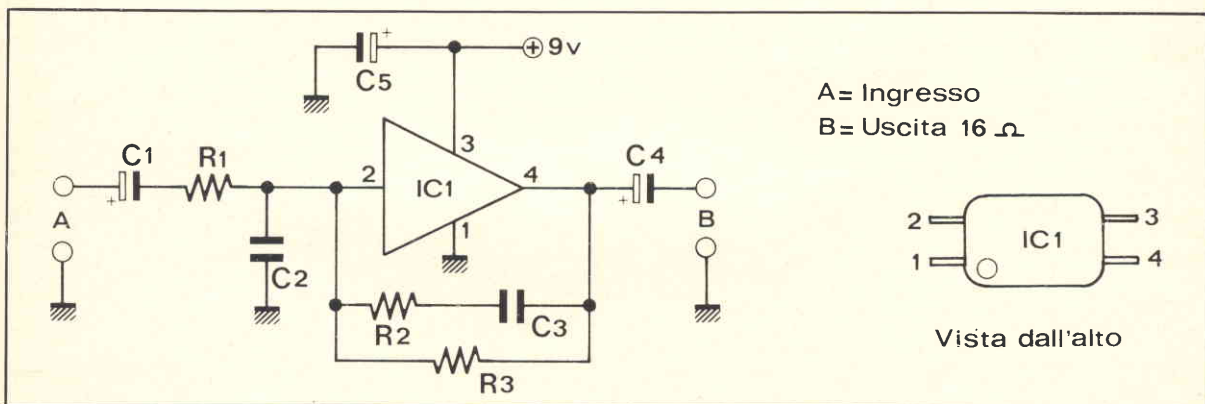 +
C5
9v
A= Ingresso
B= Uscita 16 Ω
C1
R1
3
C4
+
2
IC1
4
+
A
1
B
C2
2
3
IC1
1
4
R2
C3
R3
Vista dall'alto